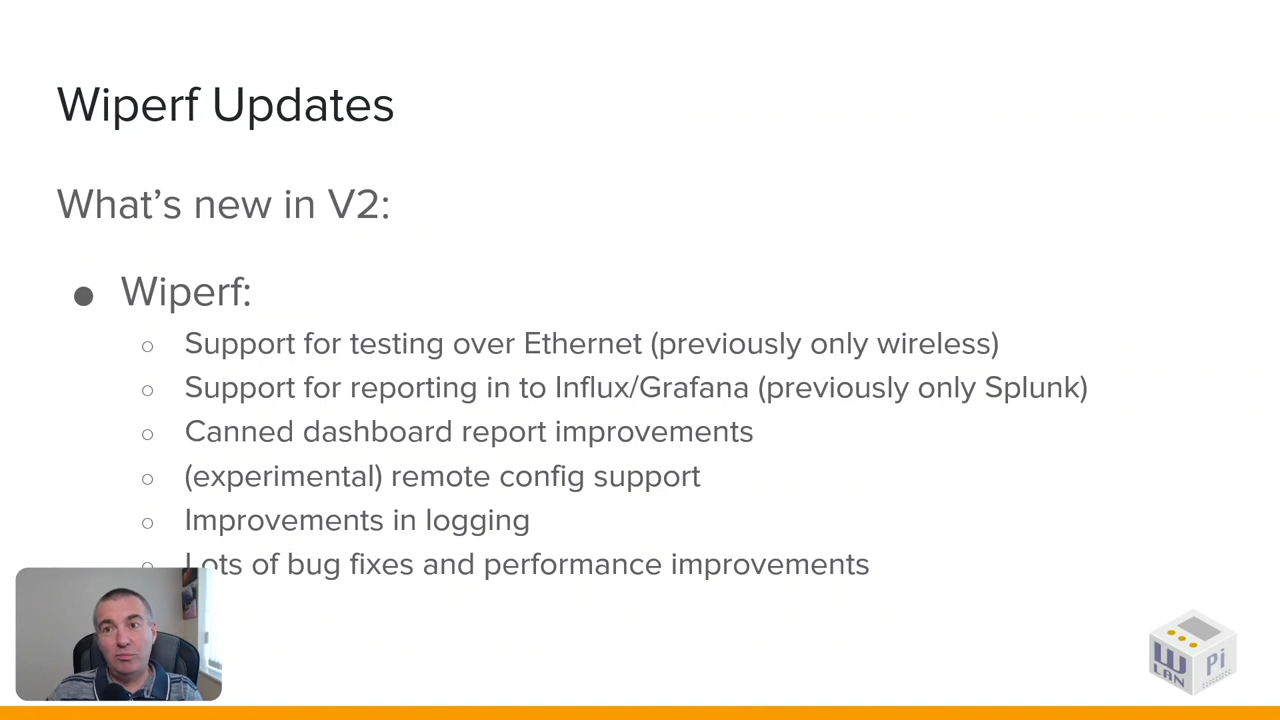 Wiperf Updates
What's new in V2:
● Wiperf:
○ Support for testing over Ethernet (previously only wireless)
○ Support for reporting in to Influx/Grafana (previously only Splunk)
○ Canned dashboard report improvements
○ (experimental) remote config support
○ Improvements in logging
○ Lots of bug fixes and performance improvements
W Pi
LAN